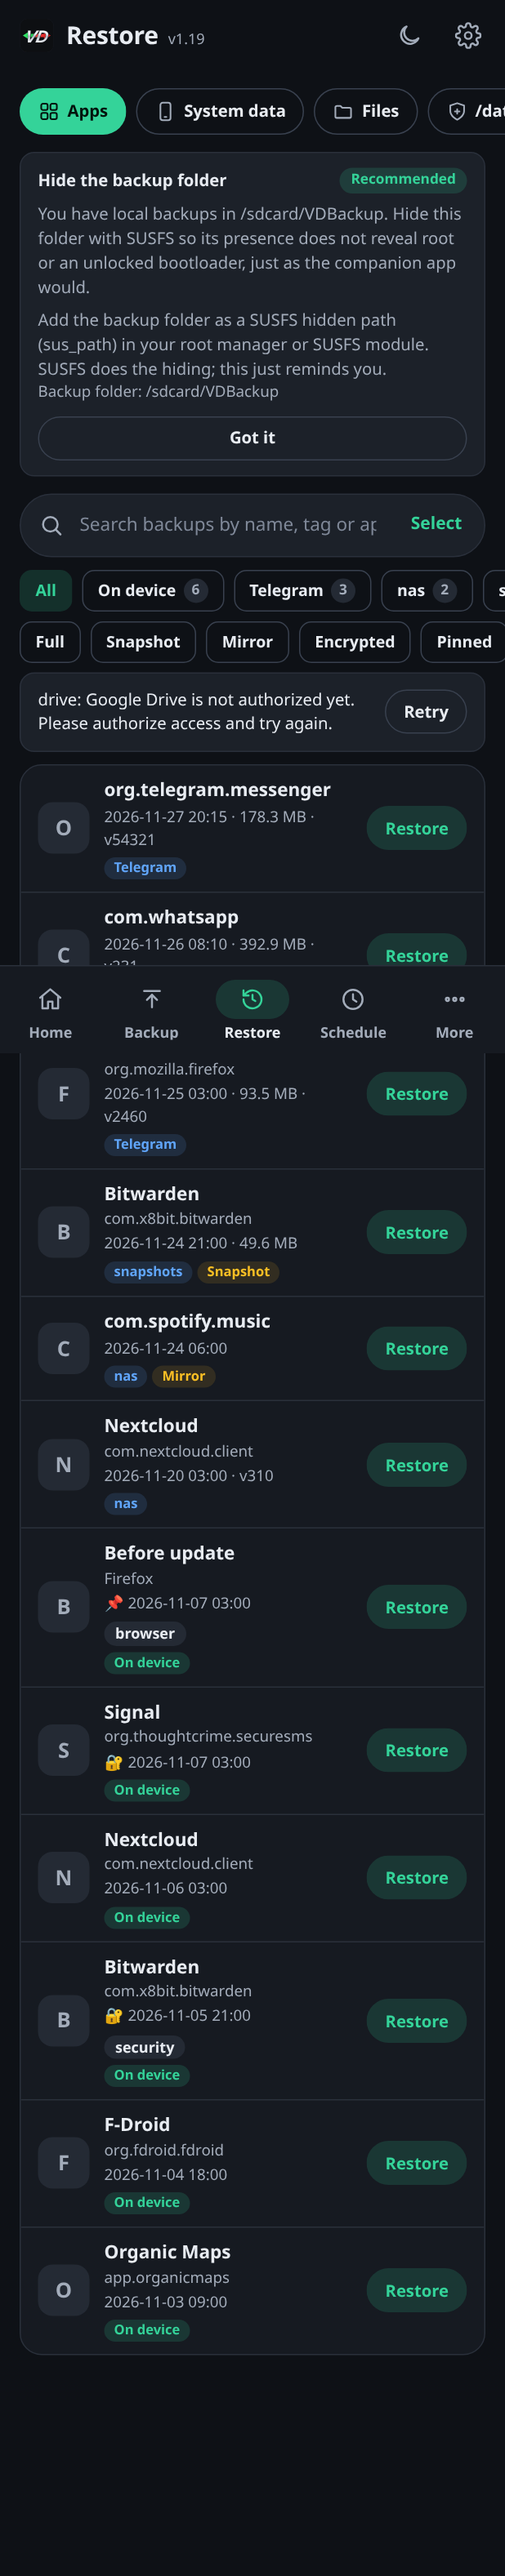 VD Restore v1.19
Apps System data Files /dat
Hide the backup folder Recommended
You have local backups in /sdcard/VDBackup. Hide this
folder with SUSFS so its presence does not reveal root
or an unlocked bootloader, just as the companion app
would.
Add the backup folder as a SUSFS hidden path
(sus_path) in your root manager or SUSFS module.
SUSFS does the hiding; this just reminds you.
Backup folder: /sdcard/VDBackup
Got it
Search backups by name, tag or ap Select
All On device 6 Telegram 3 nas 2 s
Full Snapshot Mirror Encrypted Pinned
drive: Google Drive is not authorized yet.
Please authorize access and try again.
Retry
O
org.telegram.messenger
2026-11-27 20:15 · 178.3 MB ·
v54321
Telegram
Restore
C
com.whatsapp
2026-11-26 08:10 · 392.9 MB ·
v231
Restore
Home Backup Restore Schedule More
F
org.mozilla.firefox
2026-11-25 03:00 · 93.5 MB ·
v2460
Telegram
Restore
B
Bitwarden
com.x8bit.bitwarden
2026-11-24 21:00 · 49.6 MB
snapshots Snapshot
Restore
C
com.spotify.music
2026-11-24 06:00
nas Mirror
Restore
N
Nextcloud
com.nextcloud.client
2026-11-20 03:00 · v310
nas
Restore
B
Before update
Firefox
📌 2026-11-07 03:00
browser
On device
Restore
S
Signal
org.thoughtcrime.securesms
🔐 2026-11-07 03:00
On device
Restore
N
Nextcloud
com.nextcloud.client
2026-11-06 03:00
On device
Restore
B
Bitwarden
com.x8bit.bitwarden
🔐 2026-11-05 21:00
security
On device
Restore
F
F-Droid
org.fdroid.fdroid
2026-11-04 18:00
On device
Restore
O
Organic Maps
app.organicmaps
2026-11-03 09:00
On device
Restore